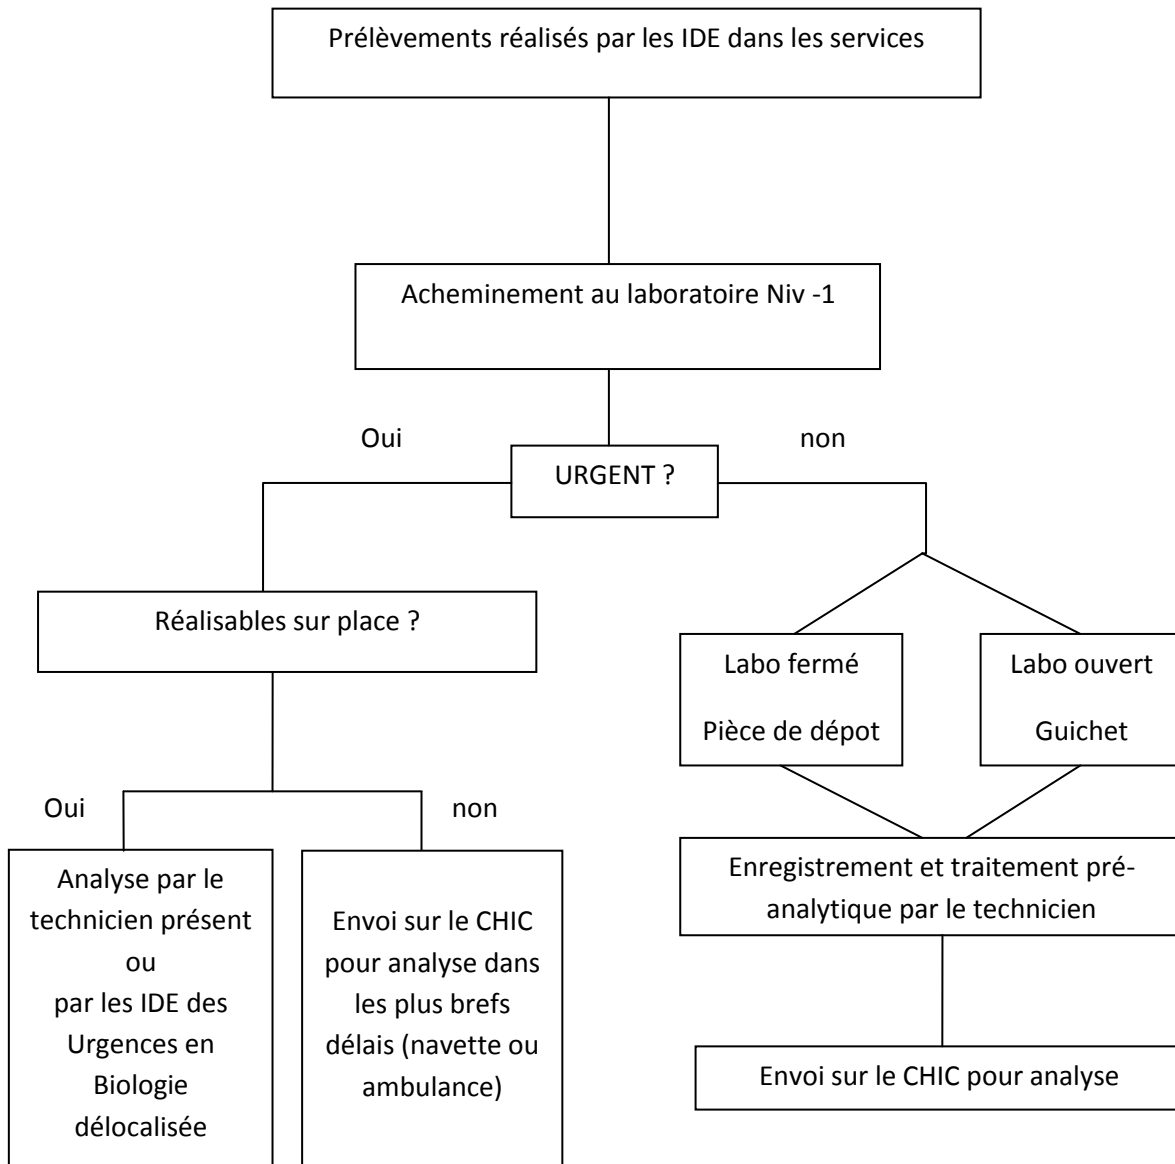 Prélèvements réalisés par les IDE dans les services
Acheminement au laboratoire Niv -1
Oui
non
URGENT ?
Réalisables sur place ?
Labo fermé
Pièce de dépot
Labo ouvert
Guichet
Oui
non
Analyse par le
technicien présent
ou
par les IDE des
Urgences en
Biologie
délocalisée
Envoi sur le CHIC
pour analyse dans
les plus brefs
délais (navette ou
ambulance)
Enregistrement et traitement pré-
analytique par le technicien
Envoi sur le CHIC pour analyse